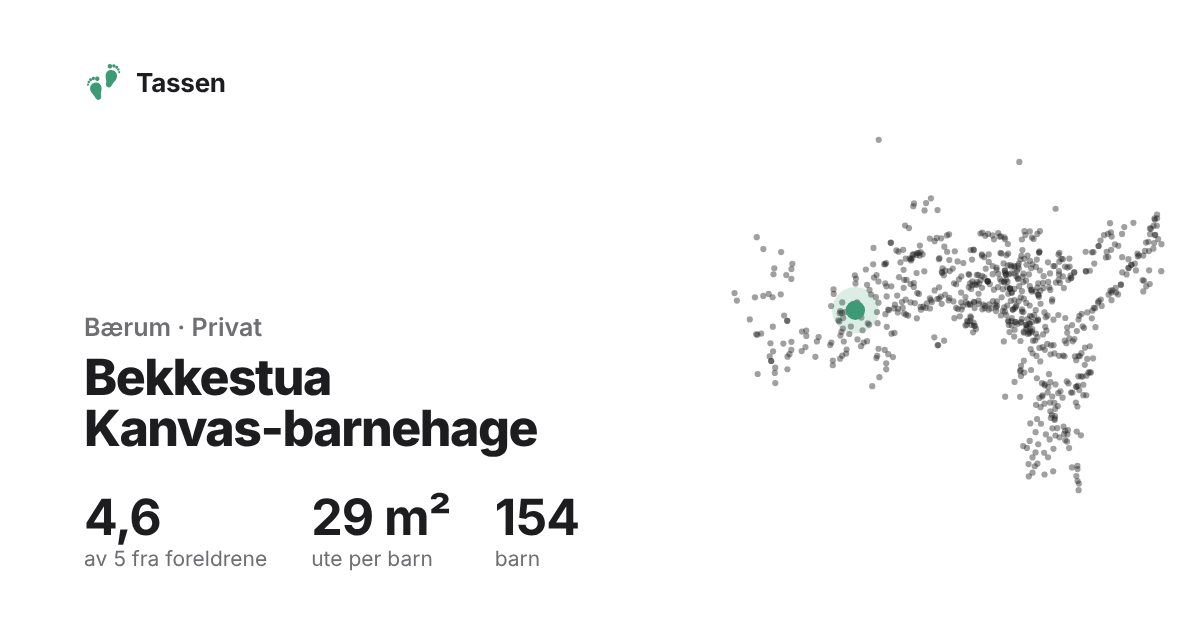 Tassen
Bærum · Privat
Bekkestua
Kanvas-barnehage
4,6
av 5 fra foreldrene
29 m²
ute per barn
154
barn